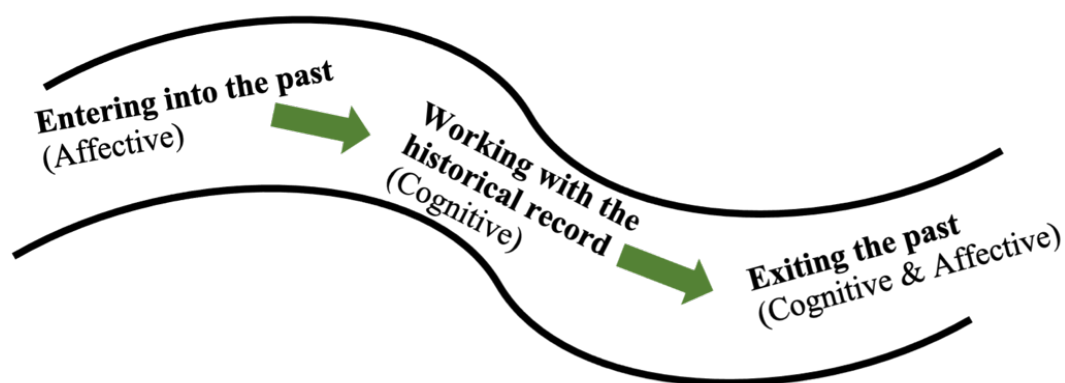 Entering into the past
(Affective)
Working with the
historical record
(Cognitive)
Exiting the past
(Cognitive & Affective)